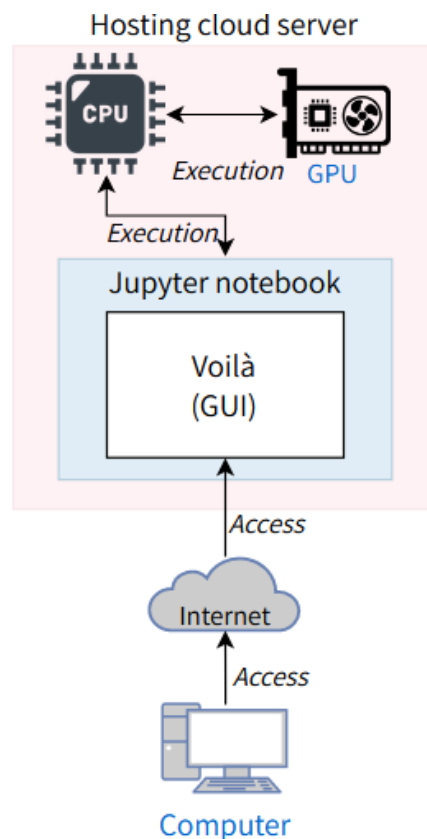 Hosting cloud server
CPU
Execution
GPU
Execution
Jupyter notebook
Voilà
(GUI)
Access
Internet
Access
Computer